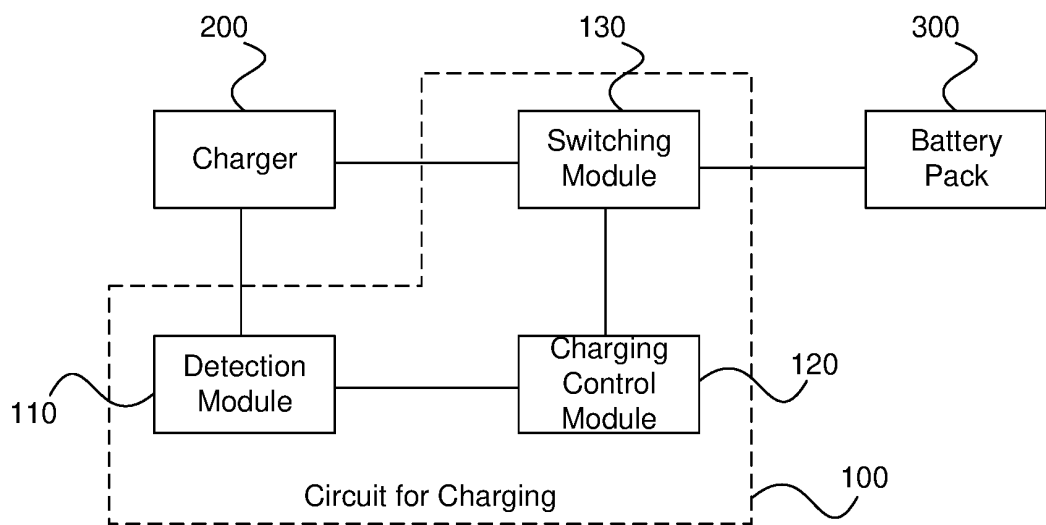 200
130
300
Charger
Switching
Module
Battery
Pack
Detection
Module
Charging
Control
Module
110
120
Circuit for Charging
100